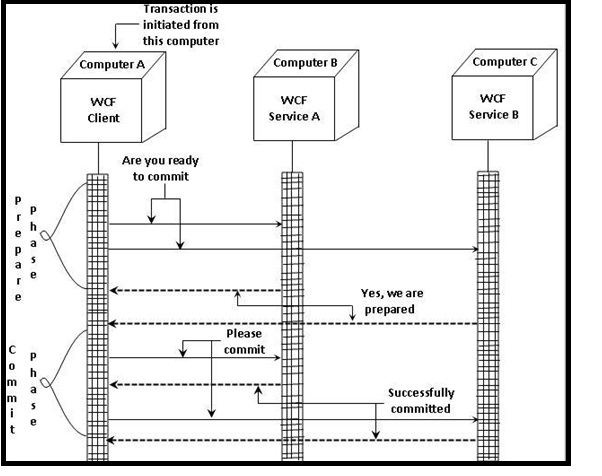 Transaction is
initiated from
this computer
Computer A
Computer B
Computer C
WCF
Client
WCF
Service A
WCF
Service B
Are you ready
to commit
Prepare
phase
Yes, we are
prepared
Please
commit
Commit
phase
Successfully
committed